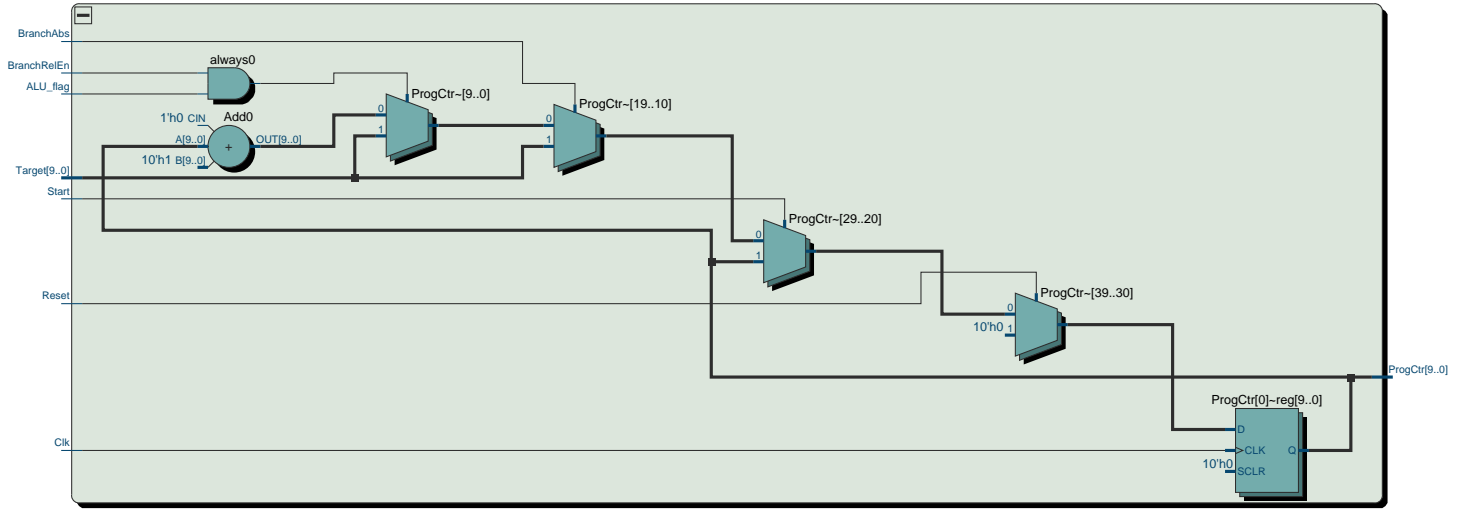 BranchAbs
BranchRelEn
ALU_flag
always0
ProgCtr~[9..0]
0
1
ProgCtr~[19..10]
0
1
Add0
1'h0 CIN
A[9..0]
+
OUT[9..0]
10'h1 B[9..0]
Target[9..0]
Start
ProgCtr~[29..20]
0
1
Reset
ProgCtr~[39..30]
0
10'h0 1
ProgCtr[9..0]
ProgCtr[0]~reg[9..0]
D
Clk
CLK
Q
10'h0
SCLR